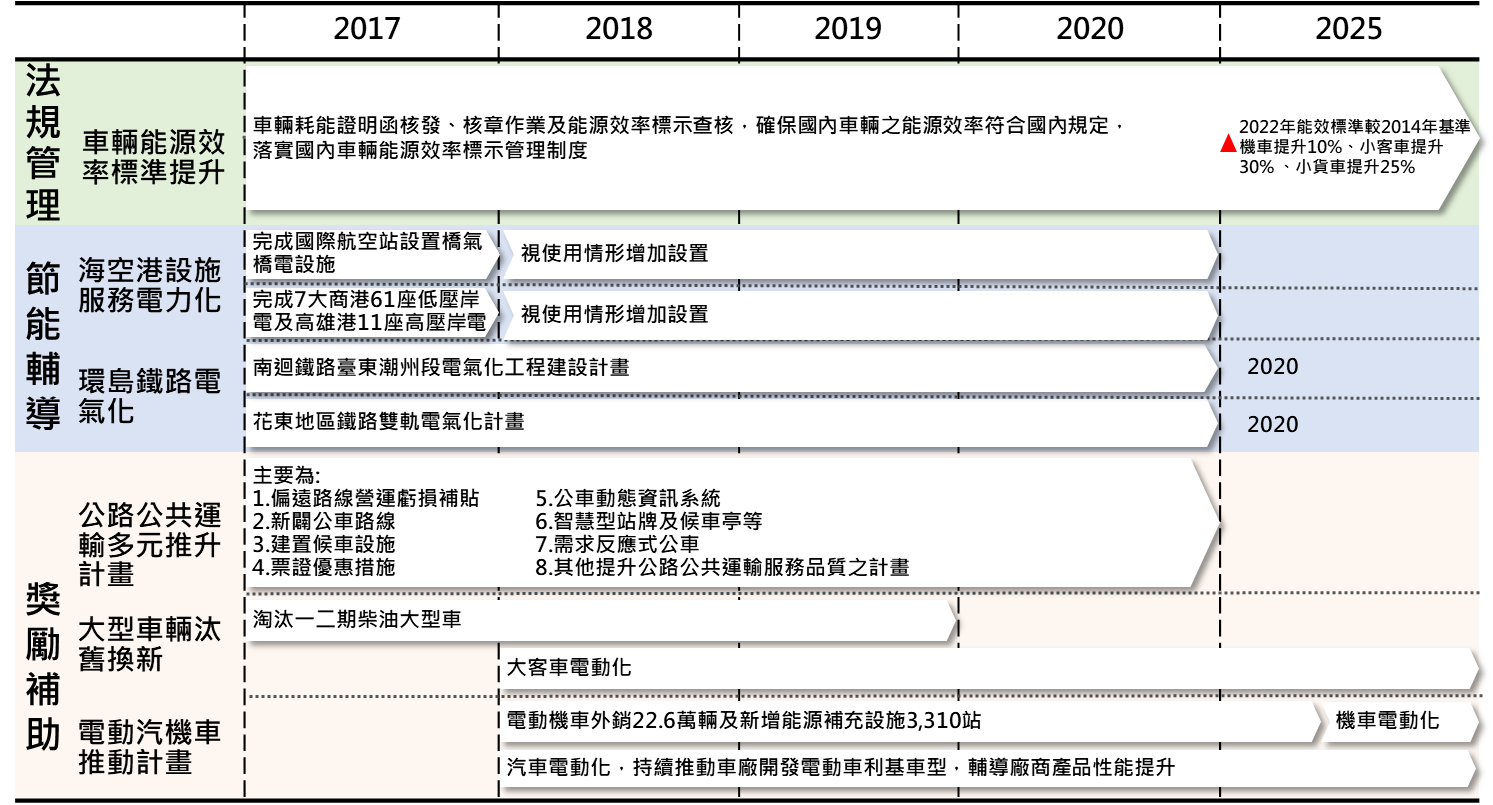 2017 2018 2019 2020 2025
法規管理
車輛能源效
率標準提升
車輛耗能證明函核發、核章作業及能源效率標示查核，確保國內車輛之能源效率符合國內規定，
落實國內車輛能源效率標示管理制度
2022年能效標準較2014年基準
機車提升10%、小客車提升
30% 、小貨車提升25%
節能輔導
海空港設施
服務電力化
完成國際航空站設置橋氣
橋電設施
視使用情形增加設置
完成7大商港61座低壓岸
電及高雄港11座高壓岸電
視使用情形增加設置
環島鐵路電
氣化
南迴鐵路臺東潮州段電氣化工程建設計畫
2020
花東地區鐵路雙軌電氣化計畫
2020
獎勵補助
公路公共運
輸多元推升
計畫
主要為:
1.偏遠路線營運虧損補貼
2.新闢公車路線
3.建置候車設施
4.票證優惠措施
5.公車動態資訊系統
6.智慧型站牌及候車亭等
7.需求反應式公車
8.其他提升公路公共運輸服務品質之計畫
大型車輛汰
舊換新
淘汰一二期柴油大型車
大客車電動化
電動汽機車
推動計畫
電動機車外銷22.6萬輛及新增能源補充設施3,310站
機車電動化
汽車電動化，持續推動車廠開發電動車利基車型，輔導廠商產品性能提升